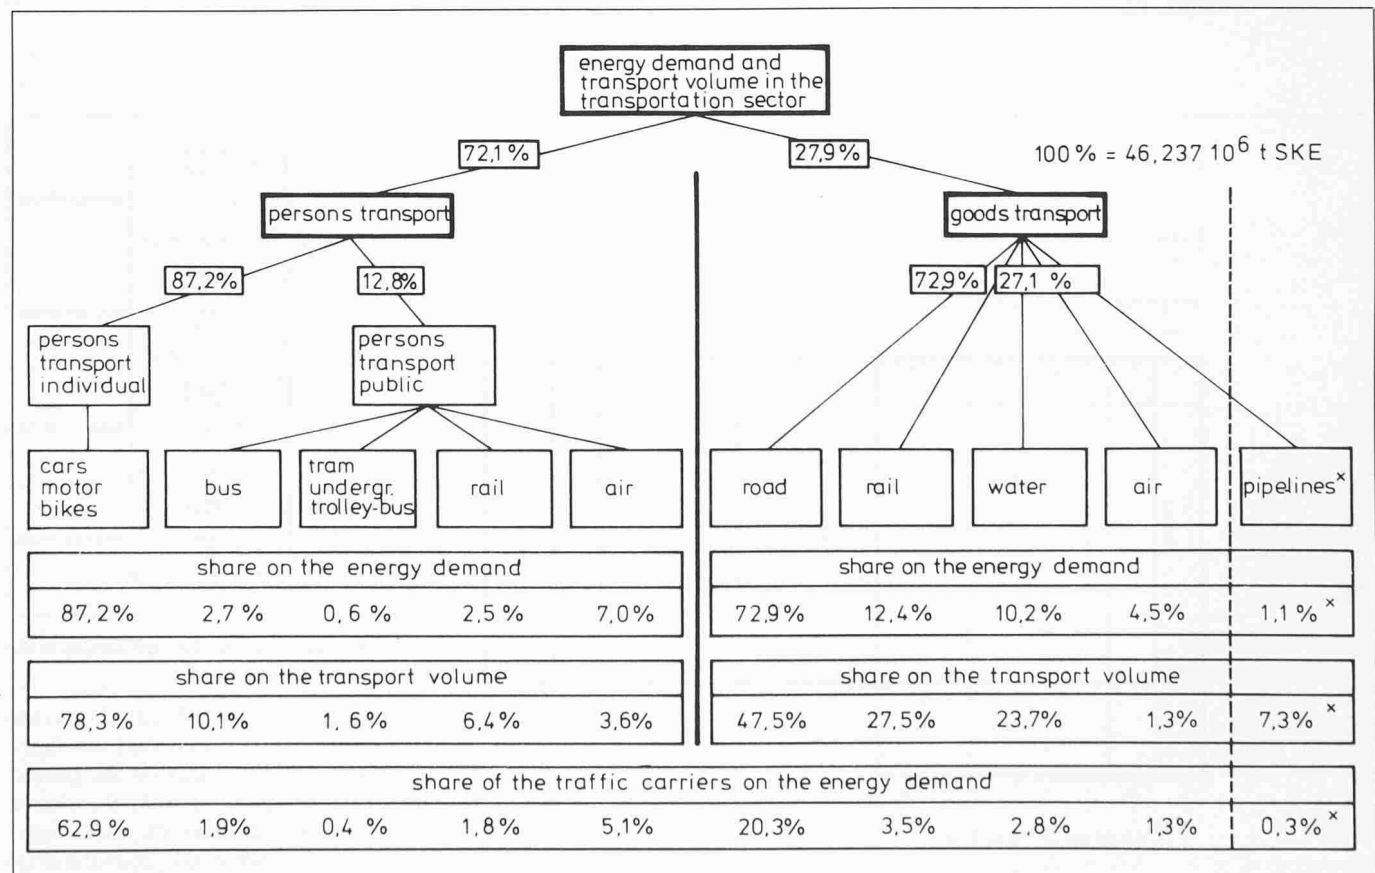 energy demand and
transport volume in the
transportation sector
72,1%
27,9%
100% = 46,237 10⁶ t SKE
persons transport
goods transport
87,2%
12,8%
72,9%
27,1 %
persons
transport
individual
persons
transport
public
cars
motor
bikes
bus
tram
undergr.
trolley-bus
rail
air
road
rail
water
air
pipelines ˣ
share on the energy demand
share on the energy demand
87,2% 2,7% 0,6 % 2,5% 7,0% 72,9% 12,4% 10,2% 4,5% 1,1 % ˣ
share on the transport volume
share on the transport volume
78,3% 10,1% 1,6% 6,4% 3,6% 47,5% 27,5% 23,7% 1,3% 7,3% ˣ
share of the traffic carriers on the energy demand
62,9% 1,9% 0,4 % 1,8% 5,1% 20,3% 3,5% 2,8% 1,3% 0,3% ˣ